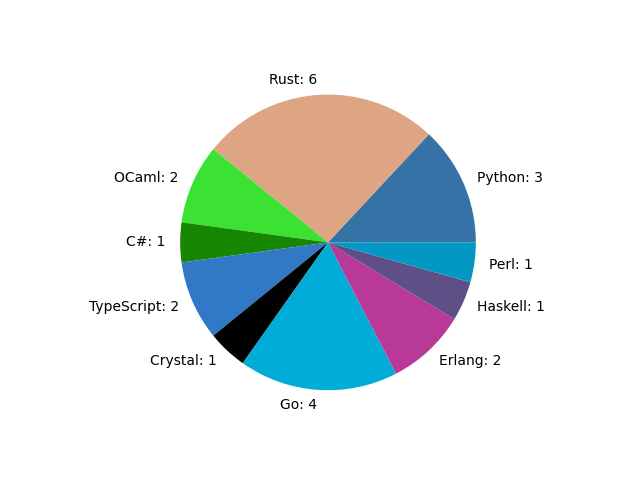 Rust: 6
Python: 3
OCaml: 2
C#: 1
Perl: 1
TypeScript: 2
Haskell: 1
Crystal: 1
Erlang: 2
Go: 4